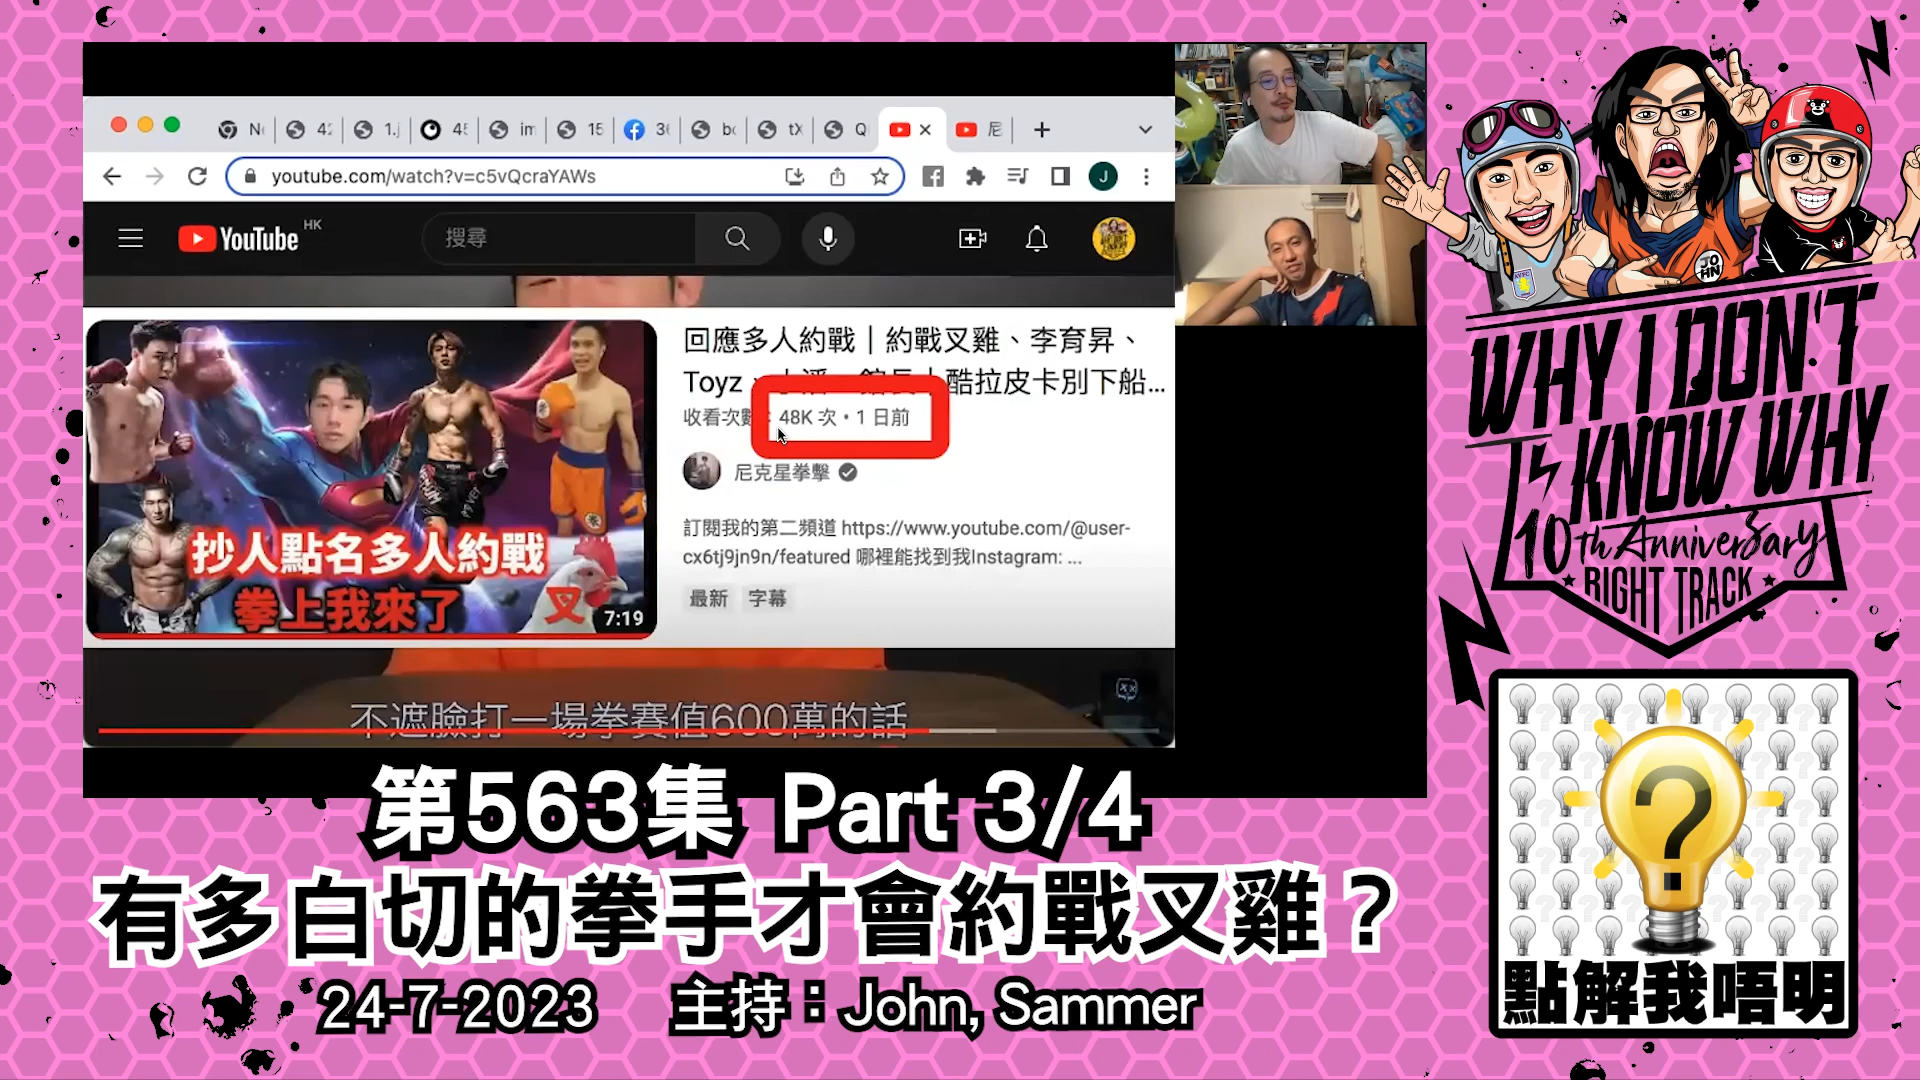 youtube.com/watch?v=c5vQcraYAWs
J
YouTube HK
搜尋
回應多人約戰｜約戰叉雞、李育昇、
Toyz 酷拉皮卡別下船...
收看次數：48K 次・1 日前
尼克星拳擊
訂閱我的第二頻道 https://www.youtube.com/@user-
cx6tj9jn9n/featured 哪裡能找到我Instagram: ...
最新 字幕
抄人點名多人約戰
拳上我來了
叉
7:19
不遮臉打一場拳賽值600萬的話
第563集 Part 3/4
有多白切的拳手才會約戰叉雞？
24-7-2023 主持：John, Sammer
JOHN
WHY I DON'T
KNOW WHY
10th Anniversary
RIGHT TRACK
?
點解我唔明